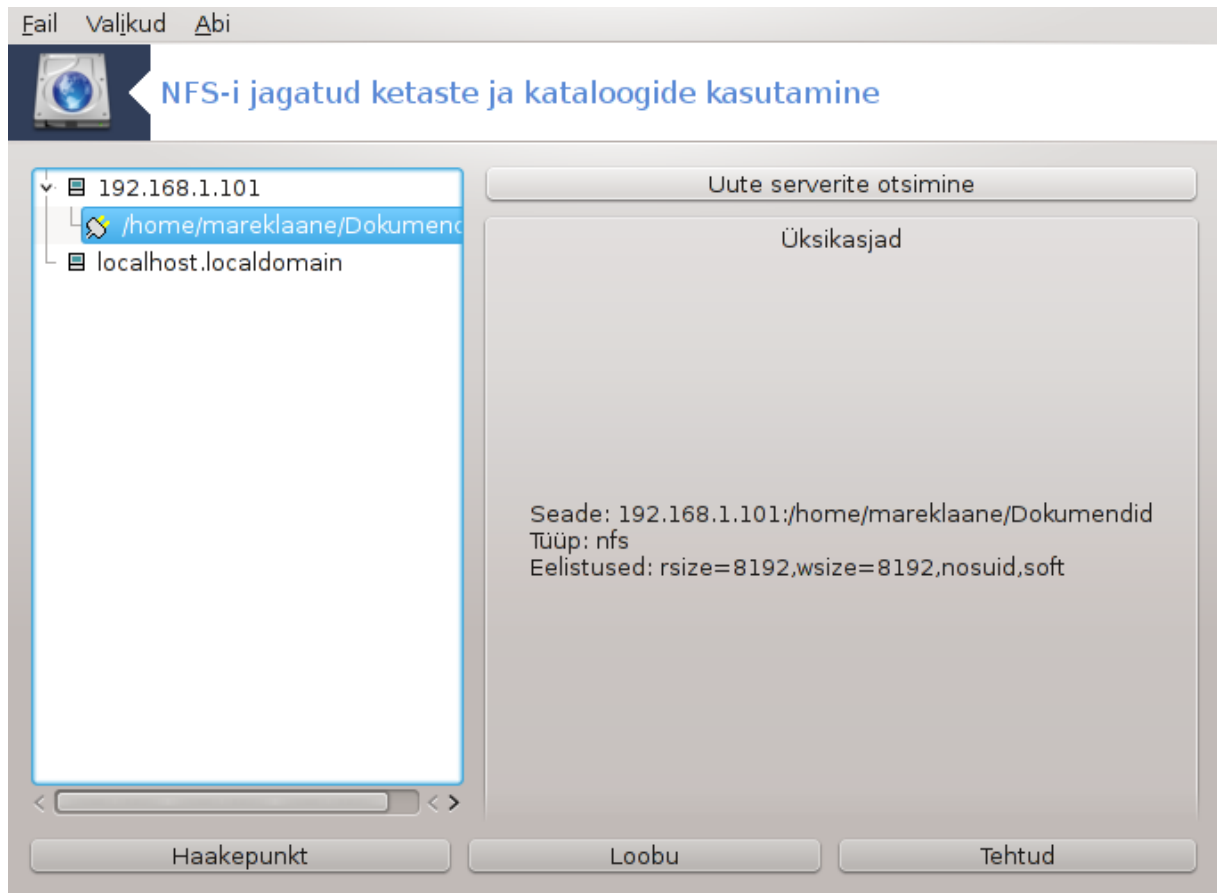 Fail Valikud Abi
NFS-i jagatud ketaste ja kataloogide kasutamine
192.168.1.101
/home/mareklaane/Dokumend
localhost.localdomain
Uute serverite otsimine
Üksikasjad
Seade: 192.168.1.101:/home/mareklaane/Dokumendid
Tüüp: nfs
Eelistused: rsize=8192,wsize=8192,nosuid,soft
Haakepunkt
Loobu
Tehtud